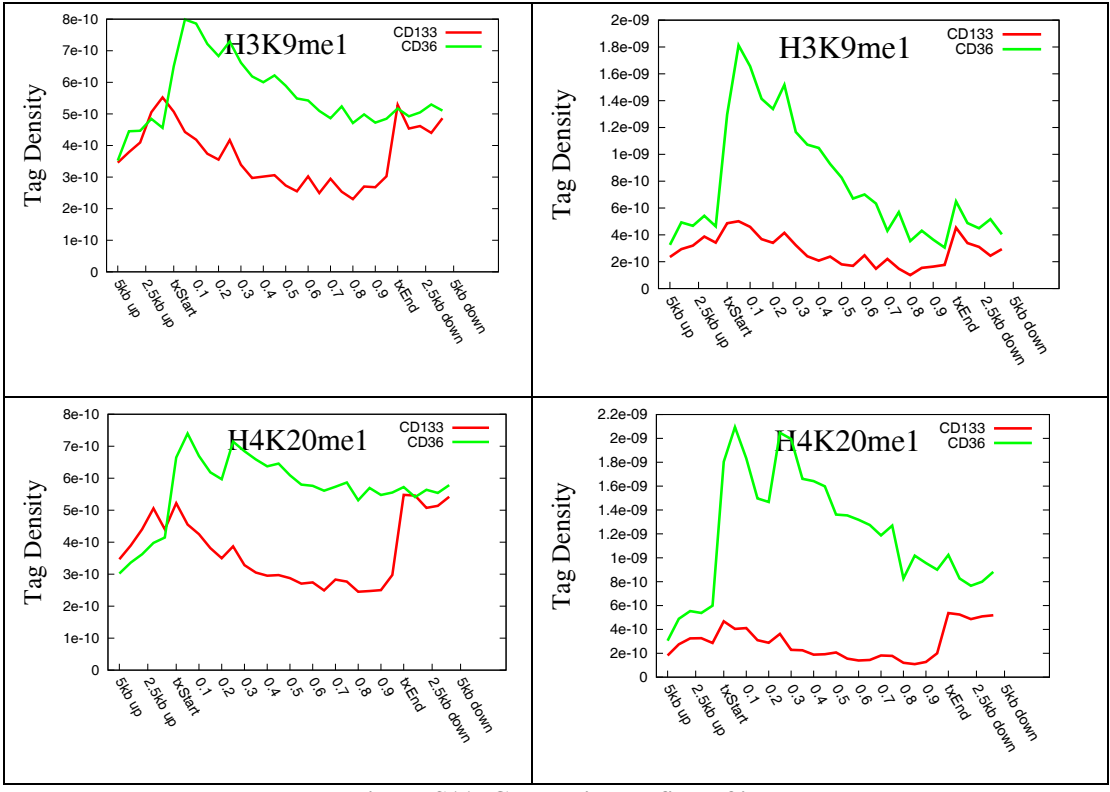 8e-10
7e-10
6e-10
5e-10
4e-10
3e-10
2e-10
1e-10
0
Tag Density
H3K9me1
CD133
CD36
5kb up
2.5kb up
txStart
0.1
0.2
0.3
0.4
0.5
0.6
0.7
0.8
0.9
txEnd
2.5kb down
5kb down
2e-09
1.8e-09
1.6e-09
1.4e-09
1.2e-09
1e-09
8e-10
6e-10
4e-10
2e-10
0
Tag Density
H3K9me1
CD133
CD36
5kb up
2.5kb up
txStart
0.1
0.2
0.3
0.4
0.5
0.6
0.7
0.8
0.9
txEnd
2.5kb down
5kb down
8e-10
7e-10
6e-10
5e-10
4e-10
3e-10
2e-10
1e-10
0
Tag Density
H4K20me1
CD133
CD36
5kb up
2.5kb up
txStart
0.1
0.2
0.3
0.4
0.5
0.6
0.7
0.8
0.9
txEnd
2.5kb down
5kb down
2.2e-09
2e-09
1.8e-09
1.6e-09
1.4e-09
1.2e-09
1e-09
8e-10
6e-10
4e-10
2e-10
0
Tag Density
H4K20me1
CD133
CD36
5kb up
2.5kb up
txStart
0.1
0.2
0.3
0.4
0.5
0.6
0.7
0.8
0.9
txEnd
2.5kb down
5kb down